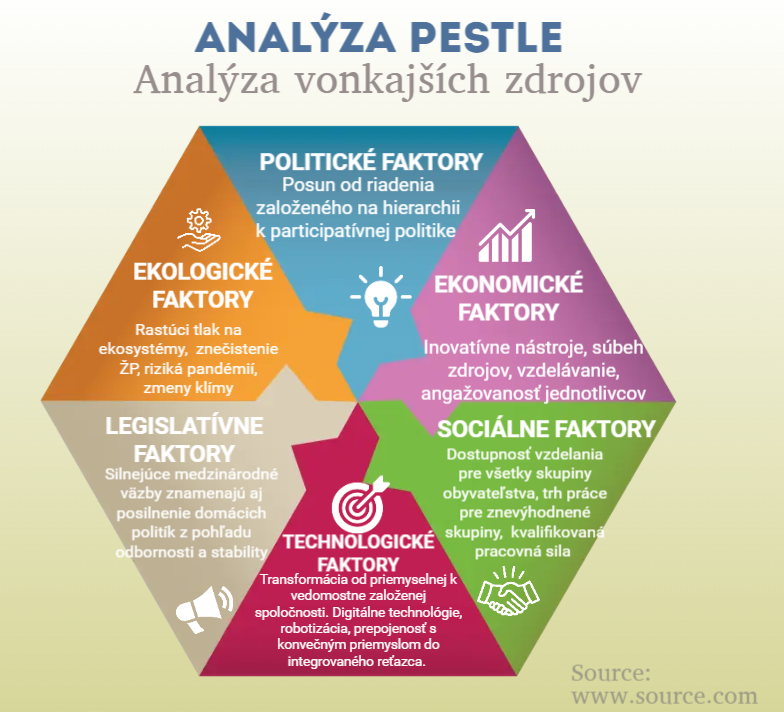 ANALÝZA PESTLE
Analýza vonkajších zdrojov
POLITICKÉ FAKTORY
Posun od riadenia
založeného na hierarchii
k participatívnej politike
EKONOMICKÉ
FAKTORY
Inovatívne nástroje, súbeh
zdrojov, vzdelávanie,
angažovanosť jednotlivcov
SOCIÁLNE FAKTORY
Dostupnosť vzdelania
pre všetky skupiny
obyvateľstva, trh práce
pre znevýhodnené
skupiny, kvalifikovaná
pracovná sila
TECHNOLOGICKÉ
FAKTORY
Transformácia od priemyselnej k
vedomostne založenej
spoločnosti. Digitálne technológie,
robotizácia, prepojenosť s
konvečným priemyslom do
integrovaného reťazca.
LEGISLATÍVNE
FAKTORY
Silnejúce medzinárodné
väzby znamenajú aj
posilnenie domácich
politík z pohľadu
odbornosti a stability
EKOLOGICKÉ
FAKTORY
Rastúci tlak na
ekosystémy, znečistenie
ŽP, riziká pandémií,
zmeny klímy
Source:
www.source.com